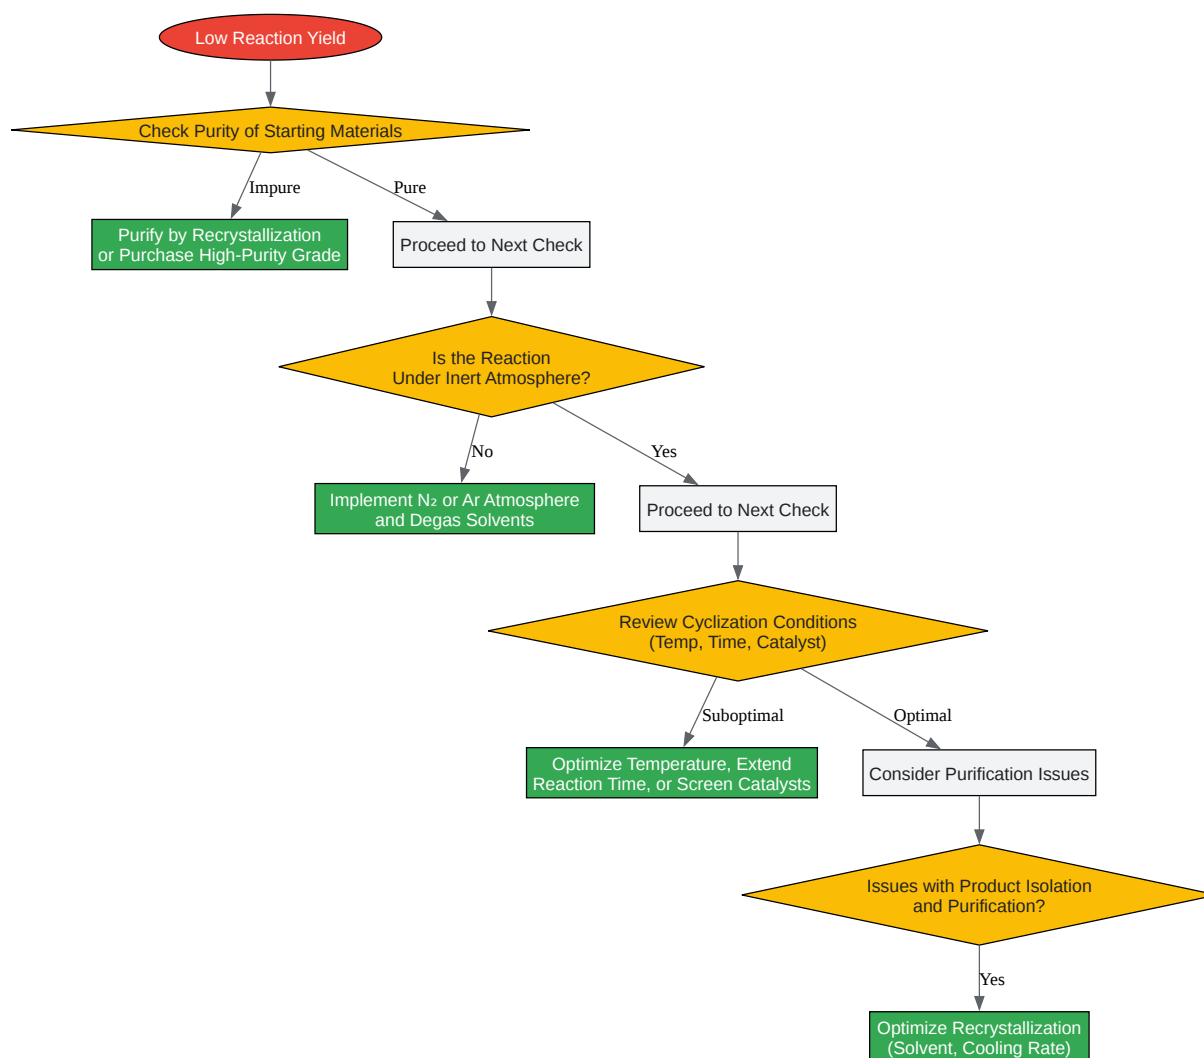 Low Reaction Yield
Check Purity of Starting Materials
Impure
Pure
Purify by Recrystallization
or Purchase High-Purity Grade
Proceed to Next Check
Is the Reaction
Under Inert Atmosphere?
No
Yes
Implement N₂ or Ar Atmosphere
and Degas Solvents
Proceed to Next Check
Review Cyclization Conditions
(Temp, Time, Catalyst)
Suboptimal
Optimal
Optimize Temperature, Extend
Reaction Time, or Screen Catalysts
Consider Purification Issues
Issues with Product Isolation
and Purification?
Yes
Optimize Recrystallization
(Solvent, Cooling Rate)